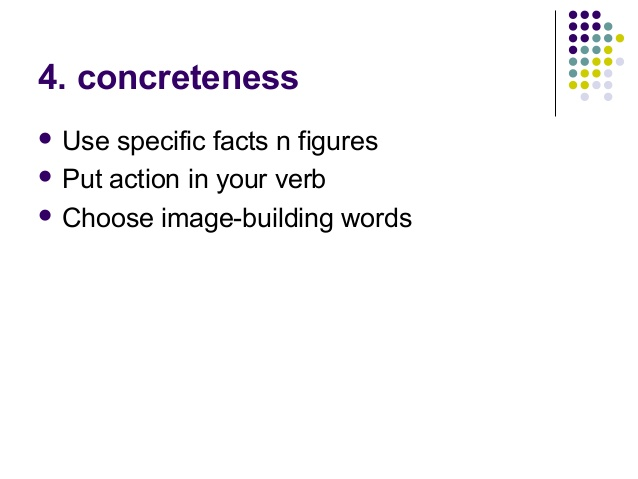 4. concreteness
Use specific facts n figures
Put action in your verb
Choose image-building words